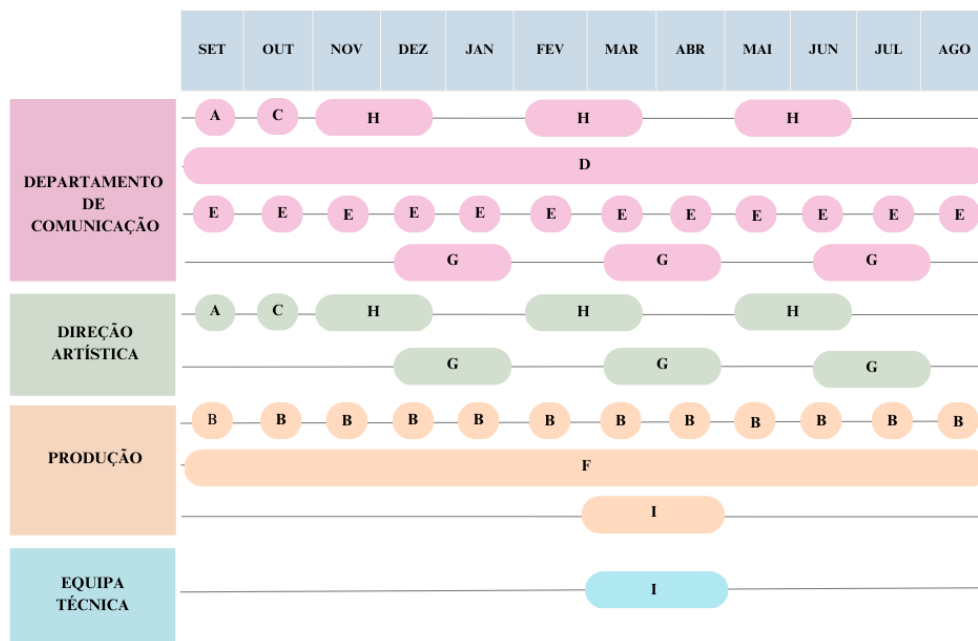 SET OUT NOV DEZ JAN FEV MAR ABR MAI JUN JUL AGO
A C H H H
D
DEPARTAMENTO
DE
COMUNICAÇÃO
E E E E E E E E E E E E
G G G
A C H H H
DIREÇÃO
ARTÍSTICA
G G G
B B B B B B B B B B B B
PRODUÇÃO
F
I
EQUIPA
TÉCNICA
I